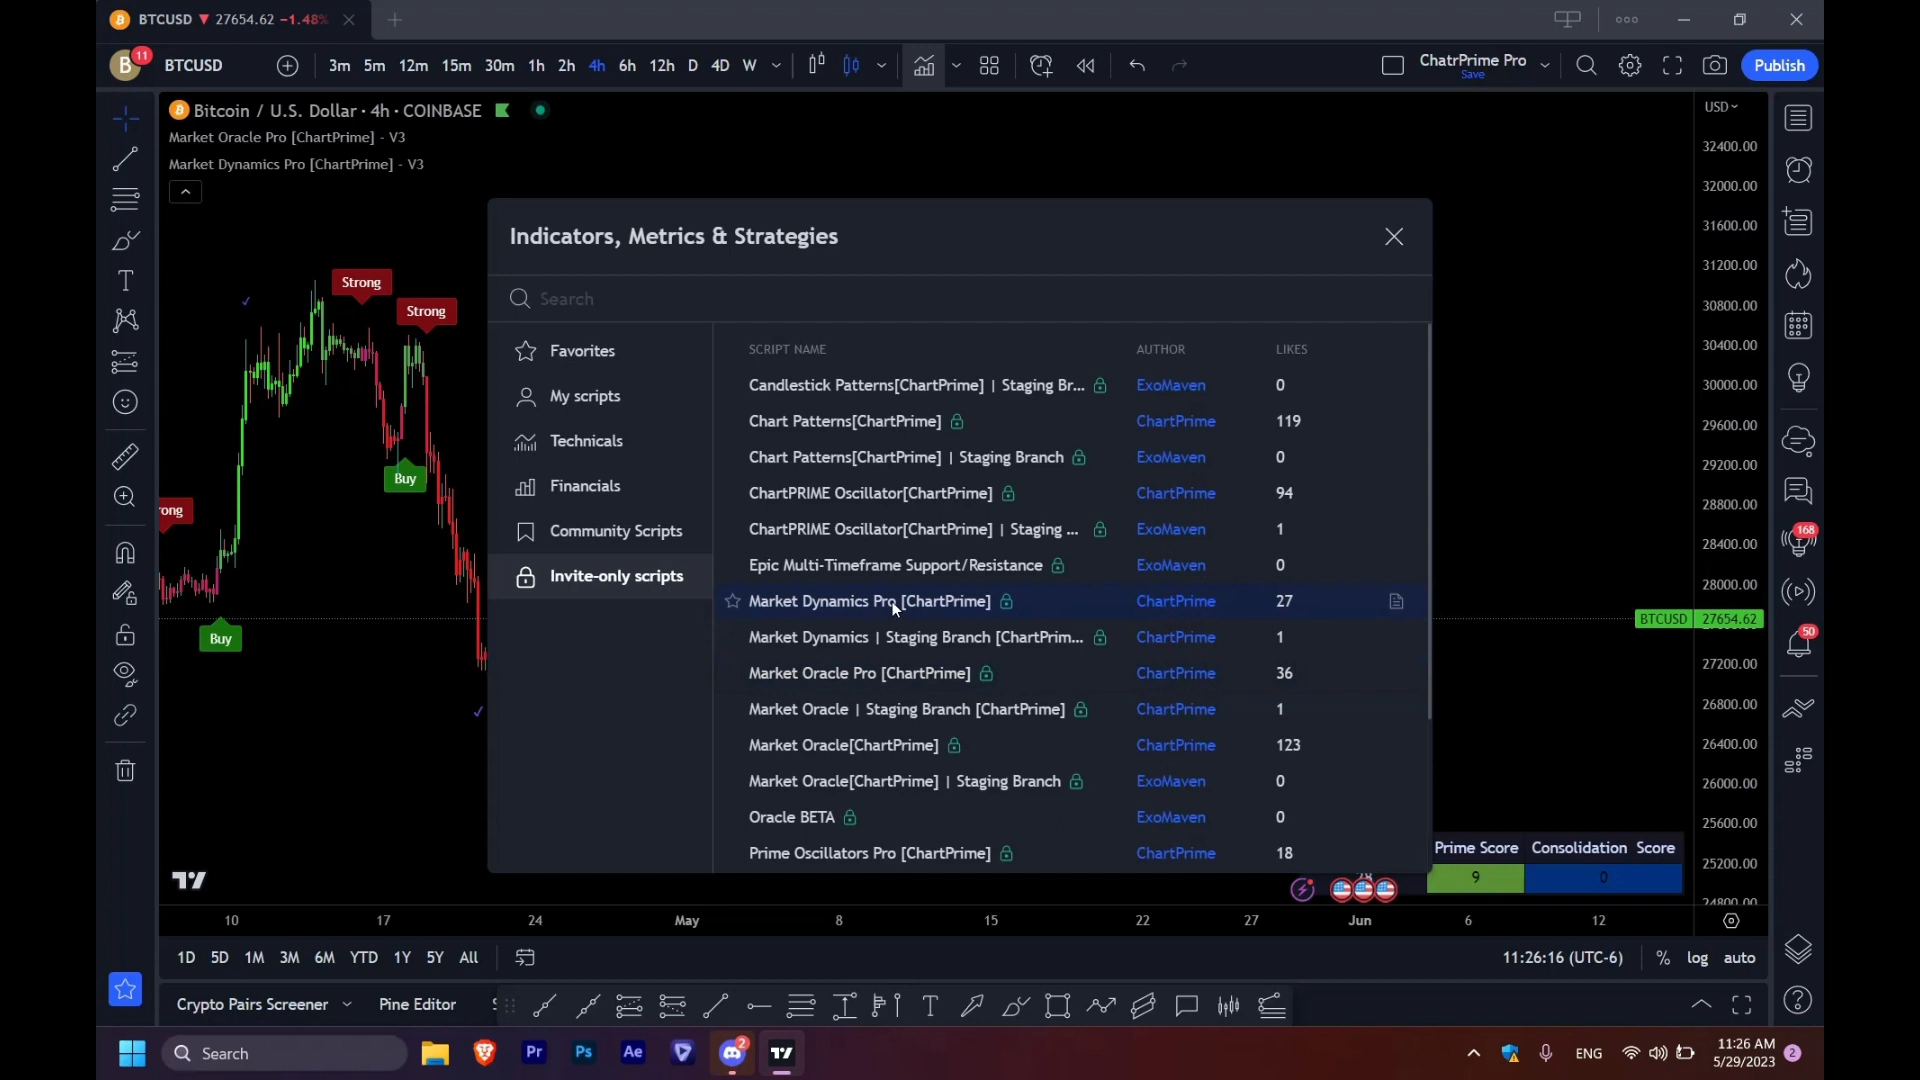 BTCUSD ▼ 27654.62 −1.48%
B 11 BTCUSD 3m 5m 12m 15m 30m 1h 2h 4h 6h 12h D 4D W ChatrPrime Pro Save Publish
Bitcoin / U.S. Dollar · 4h · COINBASE
Market Oracle Pro [ChartPrime] - V3
Market Dynamics Pro [ChartPrime] - V3
USD
32400.00
32000.00
31600.00
31200.00
30800.00
30400.00
30000.00
29600.00
29200.00
28800.00
28400.00
28000.00
BTCUSD 27654.62
27200.00
26800.00
26400.00
26000.00
25600.00
25200.00
24800.00
Strong
Strong
Buy
rong
Buy
Indicators, Metrics & Strategies
Search
Favorites
My scripts
Technicals
Financials
Community Scripts
Invite-only scripts
SCRIPT NAME AUTHOR LIKES
Candlestick Patterns[ChartPrime] | Staging Br... ExoMaven 0
Chart Patterns[ChartPrime] ChartPrime 119
Chart Patterns[ChartPrime] | Staging Branch ExoMaven 0
ChartPRIME Oscillator[ChartPrime] ChartPrime 94
ChartPRIME Oscillator[ChartPrime] | Staging ... ExoMaven 1
Epic Multi-Timeframe Support/Resistance ExoMaven 0
Market Dynamics Pro [ChartPrime] ChartPrime 27
Market Dynamics | Staging Branch [ChartPrim... ChartPrime 1
Market Oracle Pro [ChartPrime] ChartPrime 36
Market Oracle | Staging Branch [ChartPrime] ChartPrime 1
Market Oracle[ChartPrime] ChartPrime 123
Market Oracle[ChartPrime] | Staging Branch ExoMaven 0
Oracle BETA ExoMaven 0
Prime Oscillators Pro [ChartPrime] ChartPrime 18
168
50
Prime Score Consolidation Score
9 0
10 17 24 May 8 15 22 27 Jun 6 12
1D 5D 1M 3M 6M YTD 1Y 5Y All 11:26:16 (UTC-6) % log auto
Crypto Pairs Screener Pine Editor
Search Pr Ps Ae 2 ENG 11:26 AM 2
5/29/2023